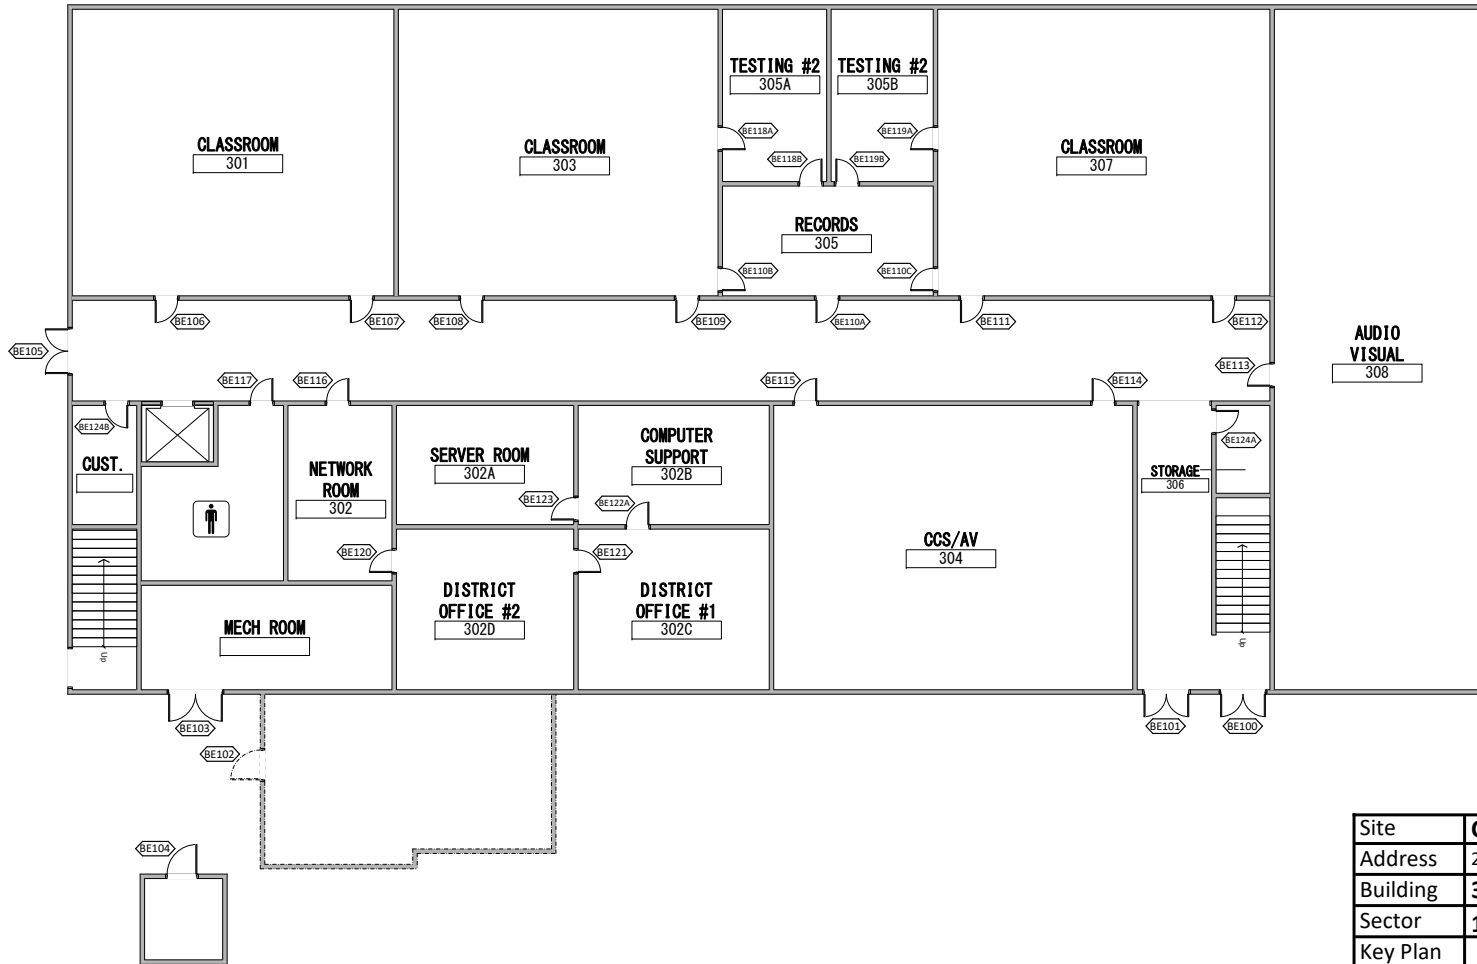 TESTING #2
305A
TESTING #2
305B
CLASSROOM
301
CLASSROOM
303
CLASSROOM
307
BE118A
BE119A
BE118B
BE119B
RECORDS
305
BE110B
BE110C
BE106
BE107
BE108
BE109
BE110A
BE111
BE112
BE105
AUDIO
VISUAL
308
BE113
BE117
BE116
BE115
BE114
BE124B
BE124A
CUST.
NETWORK
ROOM
302
SERVER ROOM
302A
COMPUTER
SUPPORT
302B
STORAGE
306
BE123
BE122A
BE120
BE121
CCS/AV
304
DISTRICT
OFFICE #2
302D
DISTRICT
OFFICE #1
302C
MECH ROOM
Up
Up
BE103
BE101
BE100
BE102
BE104
Site
Address 2
Building 3
Sector 1
Key Plan